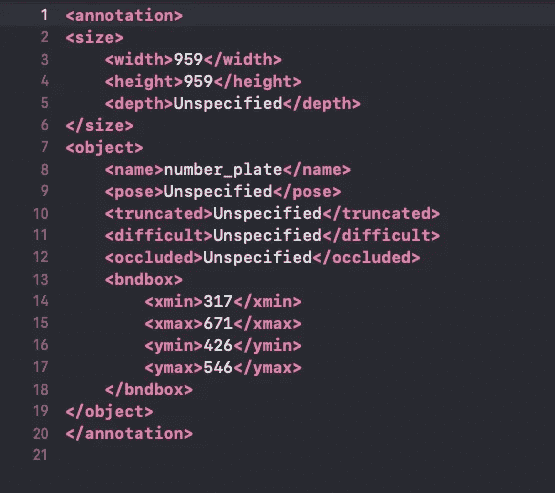 1 <annotation>
2 <size>
3     <width>959</width>
4     <height>959</height>
5     <depth>Unspecified</depth>
6 </size>
7 <object>
8     <name>number_plate</name>
9     <pose>Unspecified</pose>
10     <truncated>Unspecified</truncated>
11     <difficult>Unspecified</difficult>
12     <occluded>Unspecified</occluded>
13     <bndbox>
14         <xmin>317</xmin>
15         <xmax>671</xmax>
16         <ymin>426</ymin>
17         <ymax>546</ymax>
18     </bndbox>
19 </object>
20 </annotation>
21